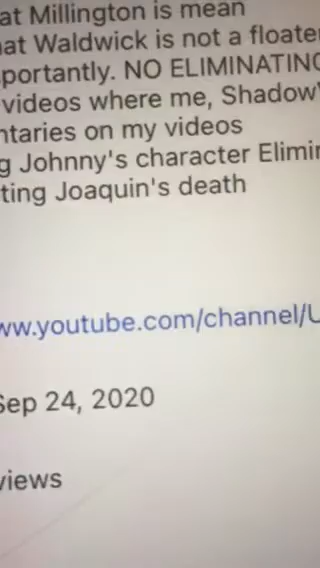 at Millington is mean
at Waldwick is not a floate
portantly. NO ELIMINATING
videos where me, Shadow
ntaries on my videos
g Johnny's character Elimi
ting Joaquin's death
ww.youtube.com/channel/U
Sep 24, 2020
views